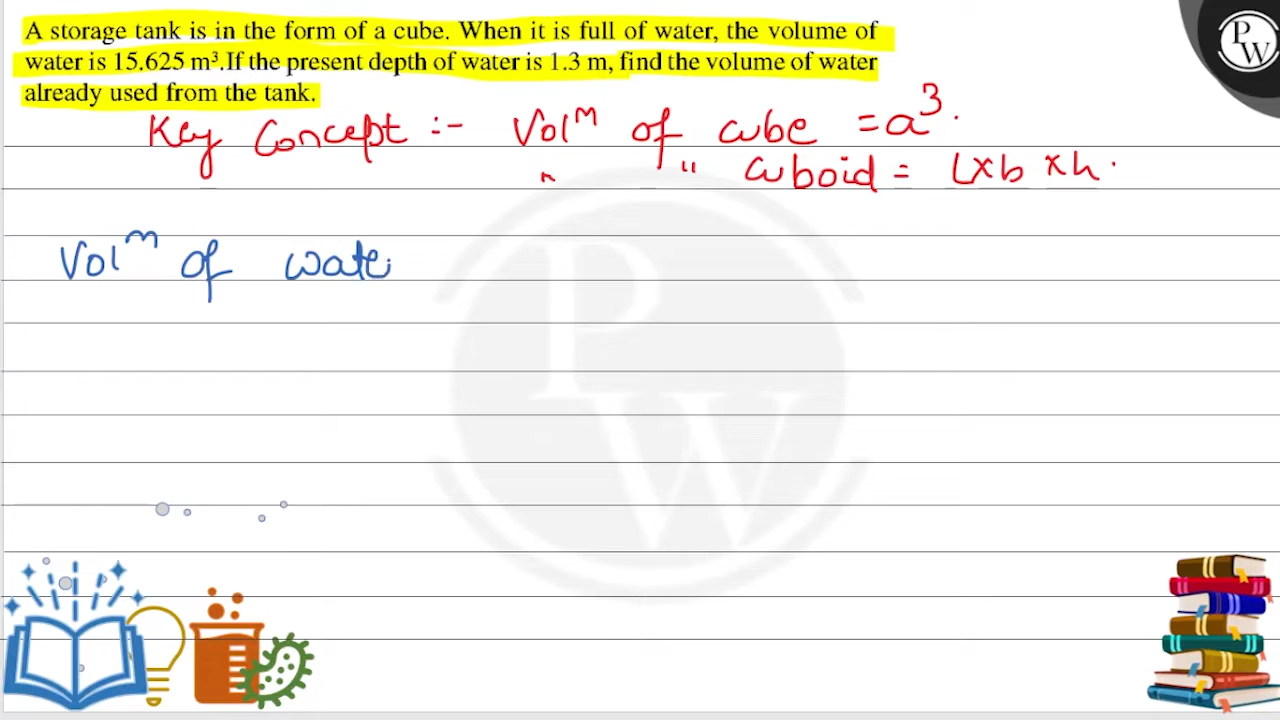 A storage tank is in the form of a cube. When it is full of water, the volume of
water is 15.625 m³.If the present depth of water is 1.3 m, find the volume of water
already used from the tank.
Key Concept :- Volᵐ of cube = a³.
" " cuboid = l×b×h.
Volᵐ of wate
PW
PW